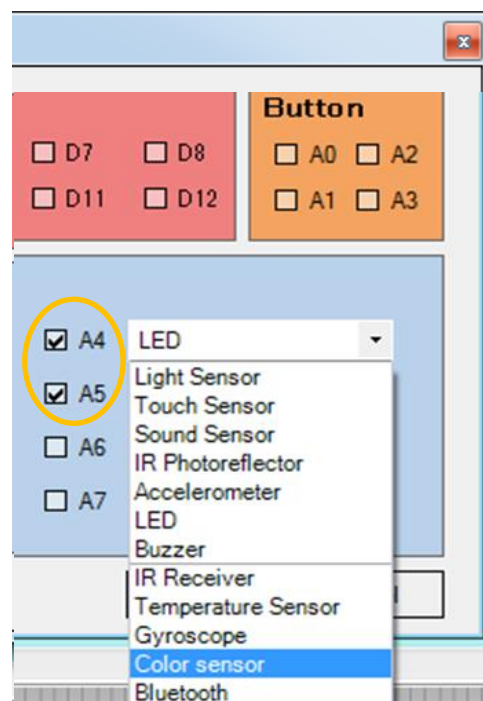 x
Button
D7 D8 A0 A2
D11 D12 A1 A3
A4 LED
Light Sensor
A5 Touch Sensor
Sound Sensor
A6 IR Photoreflector
Accelerometer
A7 LED
Buzzer
IR Receiver
Temperature Sensor
Gyroscope
Color sensor
Bluetooth